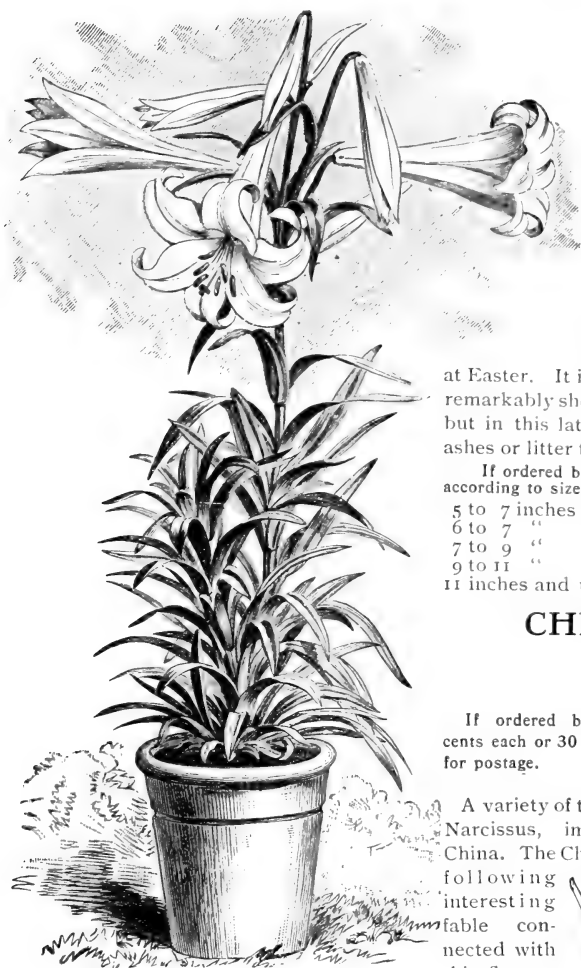 at Easter. It i
remarkably sh
but in this lat
ashes or litter
If ordered b
according to size
5 to 7 inches
6 to 7 "
7 to 9 "
9 to 11 "
11 inches and
CH
If ordered b
cents each or 30
for postage.
A variety of
Narcissus, in
China. The Ch
following
interesting
fable con-
nected with